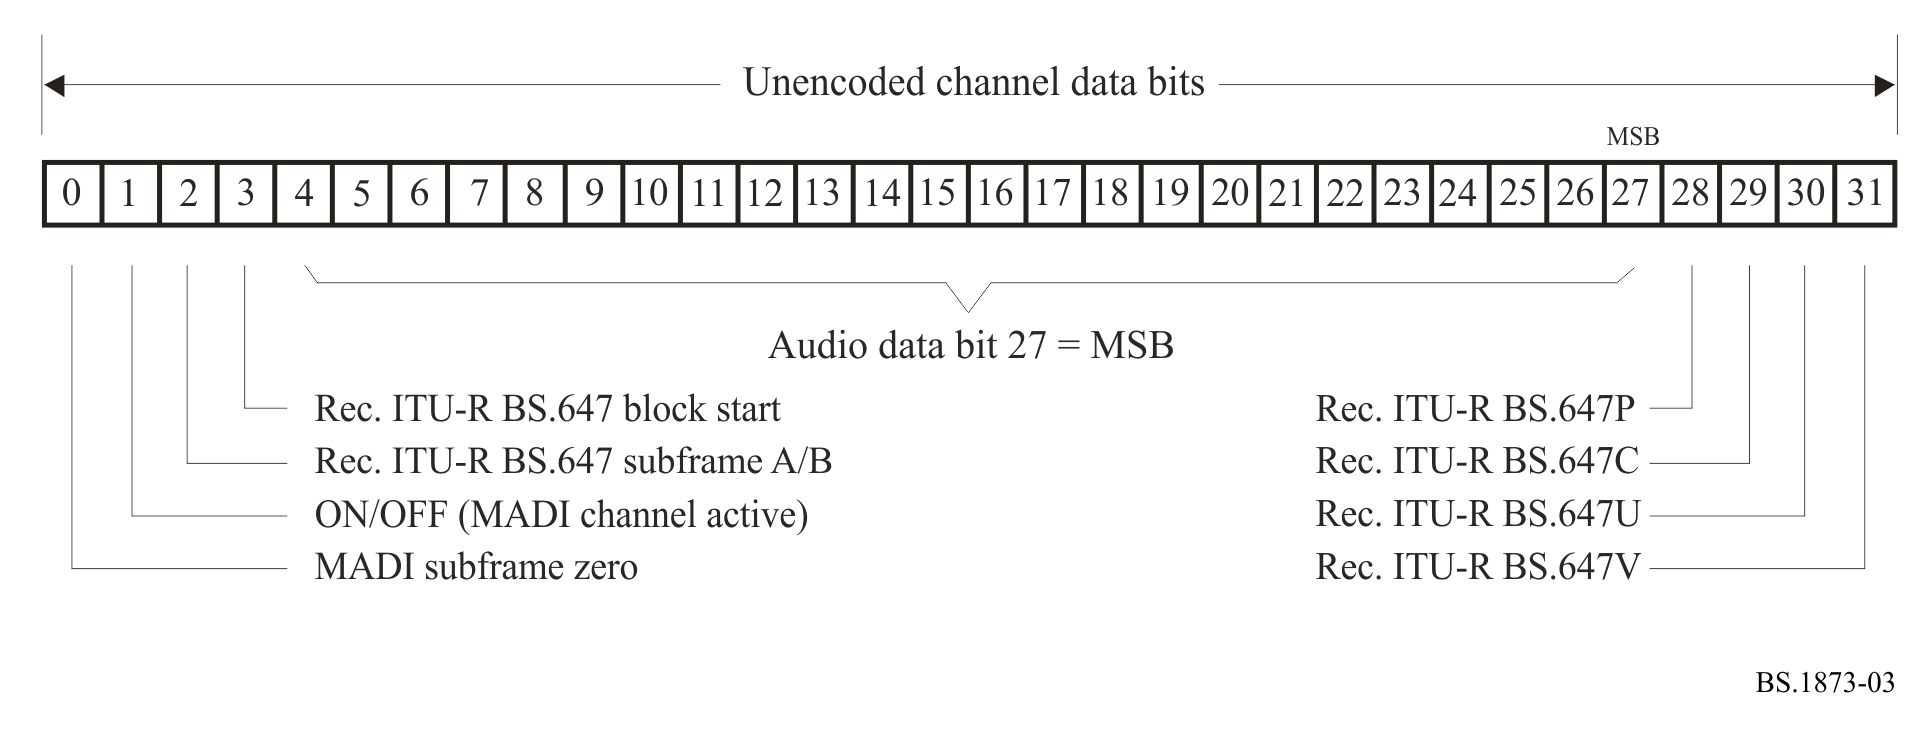 Unencoded channel data bits
MSB
0 1 2 3 4 5 6 7 8 9 10 11 12 13 14 15 16 17 18 19 20 21 22 23 24 25 26 27 28 29 30 31
Audio data bit 27 = MSB
Rec. ITU-R BS.647 block start
Rec. ITU-R BS.647P
Rec. ITU-R BS.647 subframe A/B
Rec. ITU-R BS.647C
ON/OFF (MADI channel active)
Rec. ITU-R BS.647U
MADI subframe zero
Rec. ITU-R BS.647V
BS.1873-03